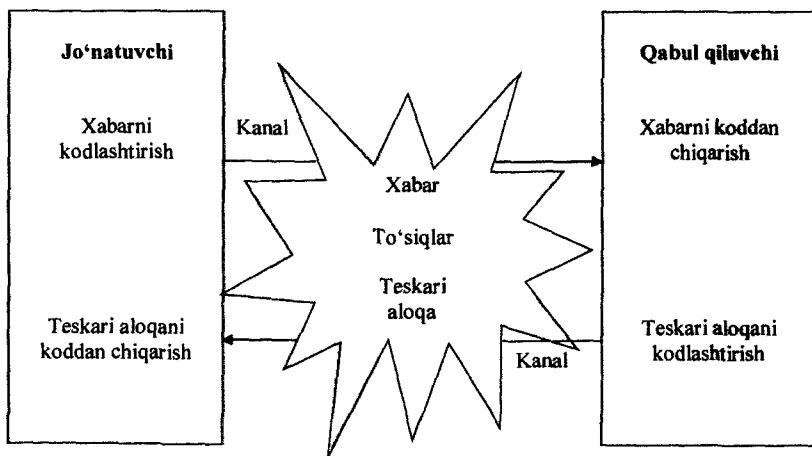 Jo‘natuvchi
Xabarni
kodlashtirish
Teskari aloqani
koddan chiqarish
Kanal
Xabar
To‘siqlar
Teskari
aloqa
Kanal
Qabul qiluvchi
Xabarni koddan
chiqarish
Teskari aloqani
kodlashtirish